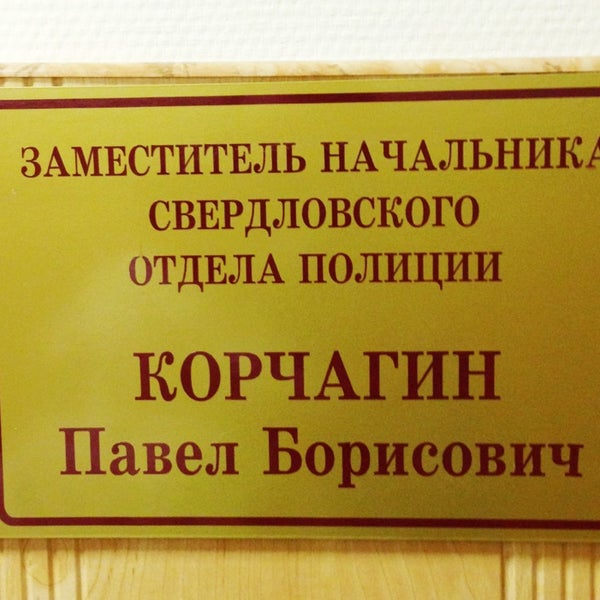 ЗАМЕСТИТЕЛЬ НАЧАЛЬНИКА
СВЕРДЛОВСКОГО
ОТДЕЛА ПОЛИЦИИ
КОРЧАГИН
Павел Борисович